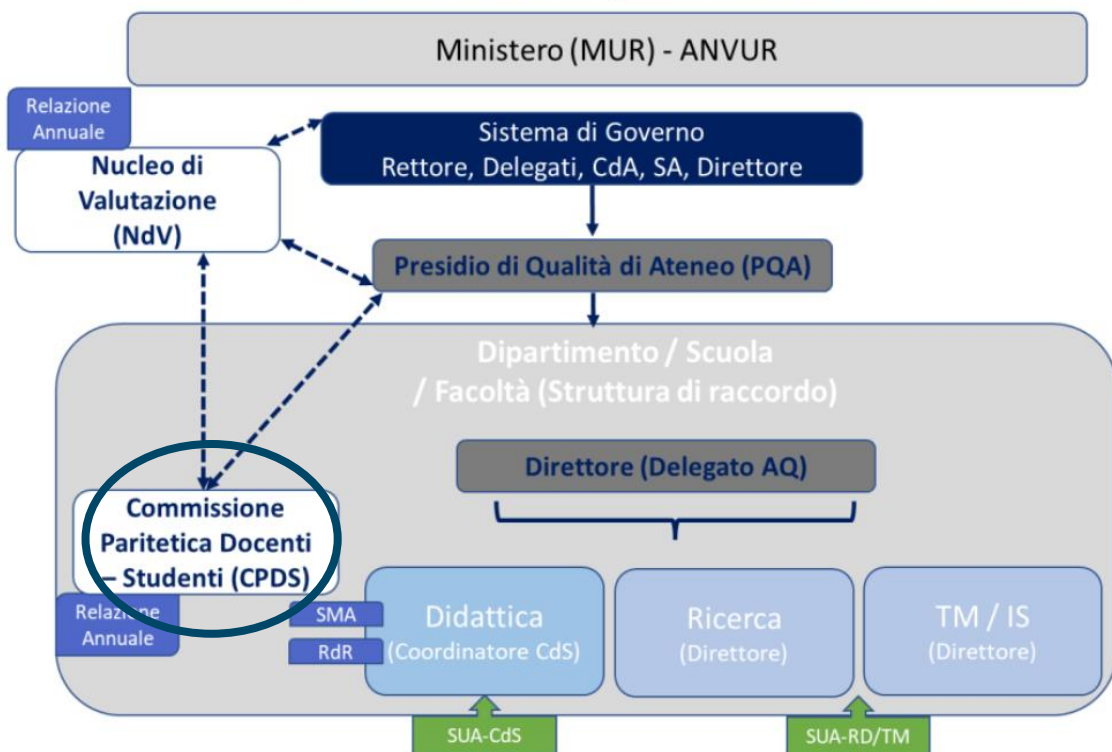 Ministero (MUR) - ANVUR
Relazione
Annuale
Nucleo di
Valutazione
(NdV)
Sistema di Governo
Rettore, Delegati, CdA, SA, Direttore
Presidio di Qualità di Ateneo (PQA)
Dipartimento / Scuola
/ Facoltà (Struttura di raccordo)
Direttore (Delegato AQ)
Commissione
Paritetica Docenti
– Studenti (CPDS)
Relazione
Annuale
SMA
RdR
Didattica
(Coordinatore CdS)
Ricerca
(Direttore)
TM / IS
(Direttore)
SUA-CdS
SUA-RD/TM